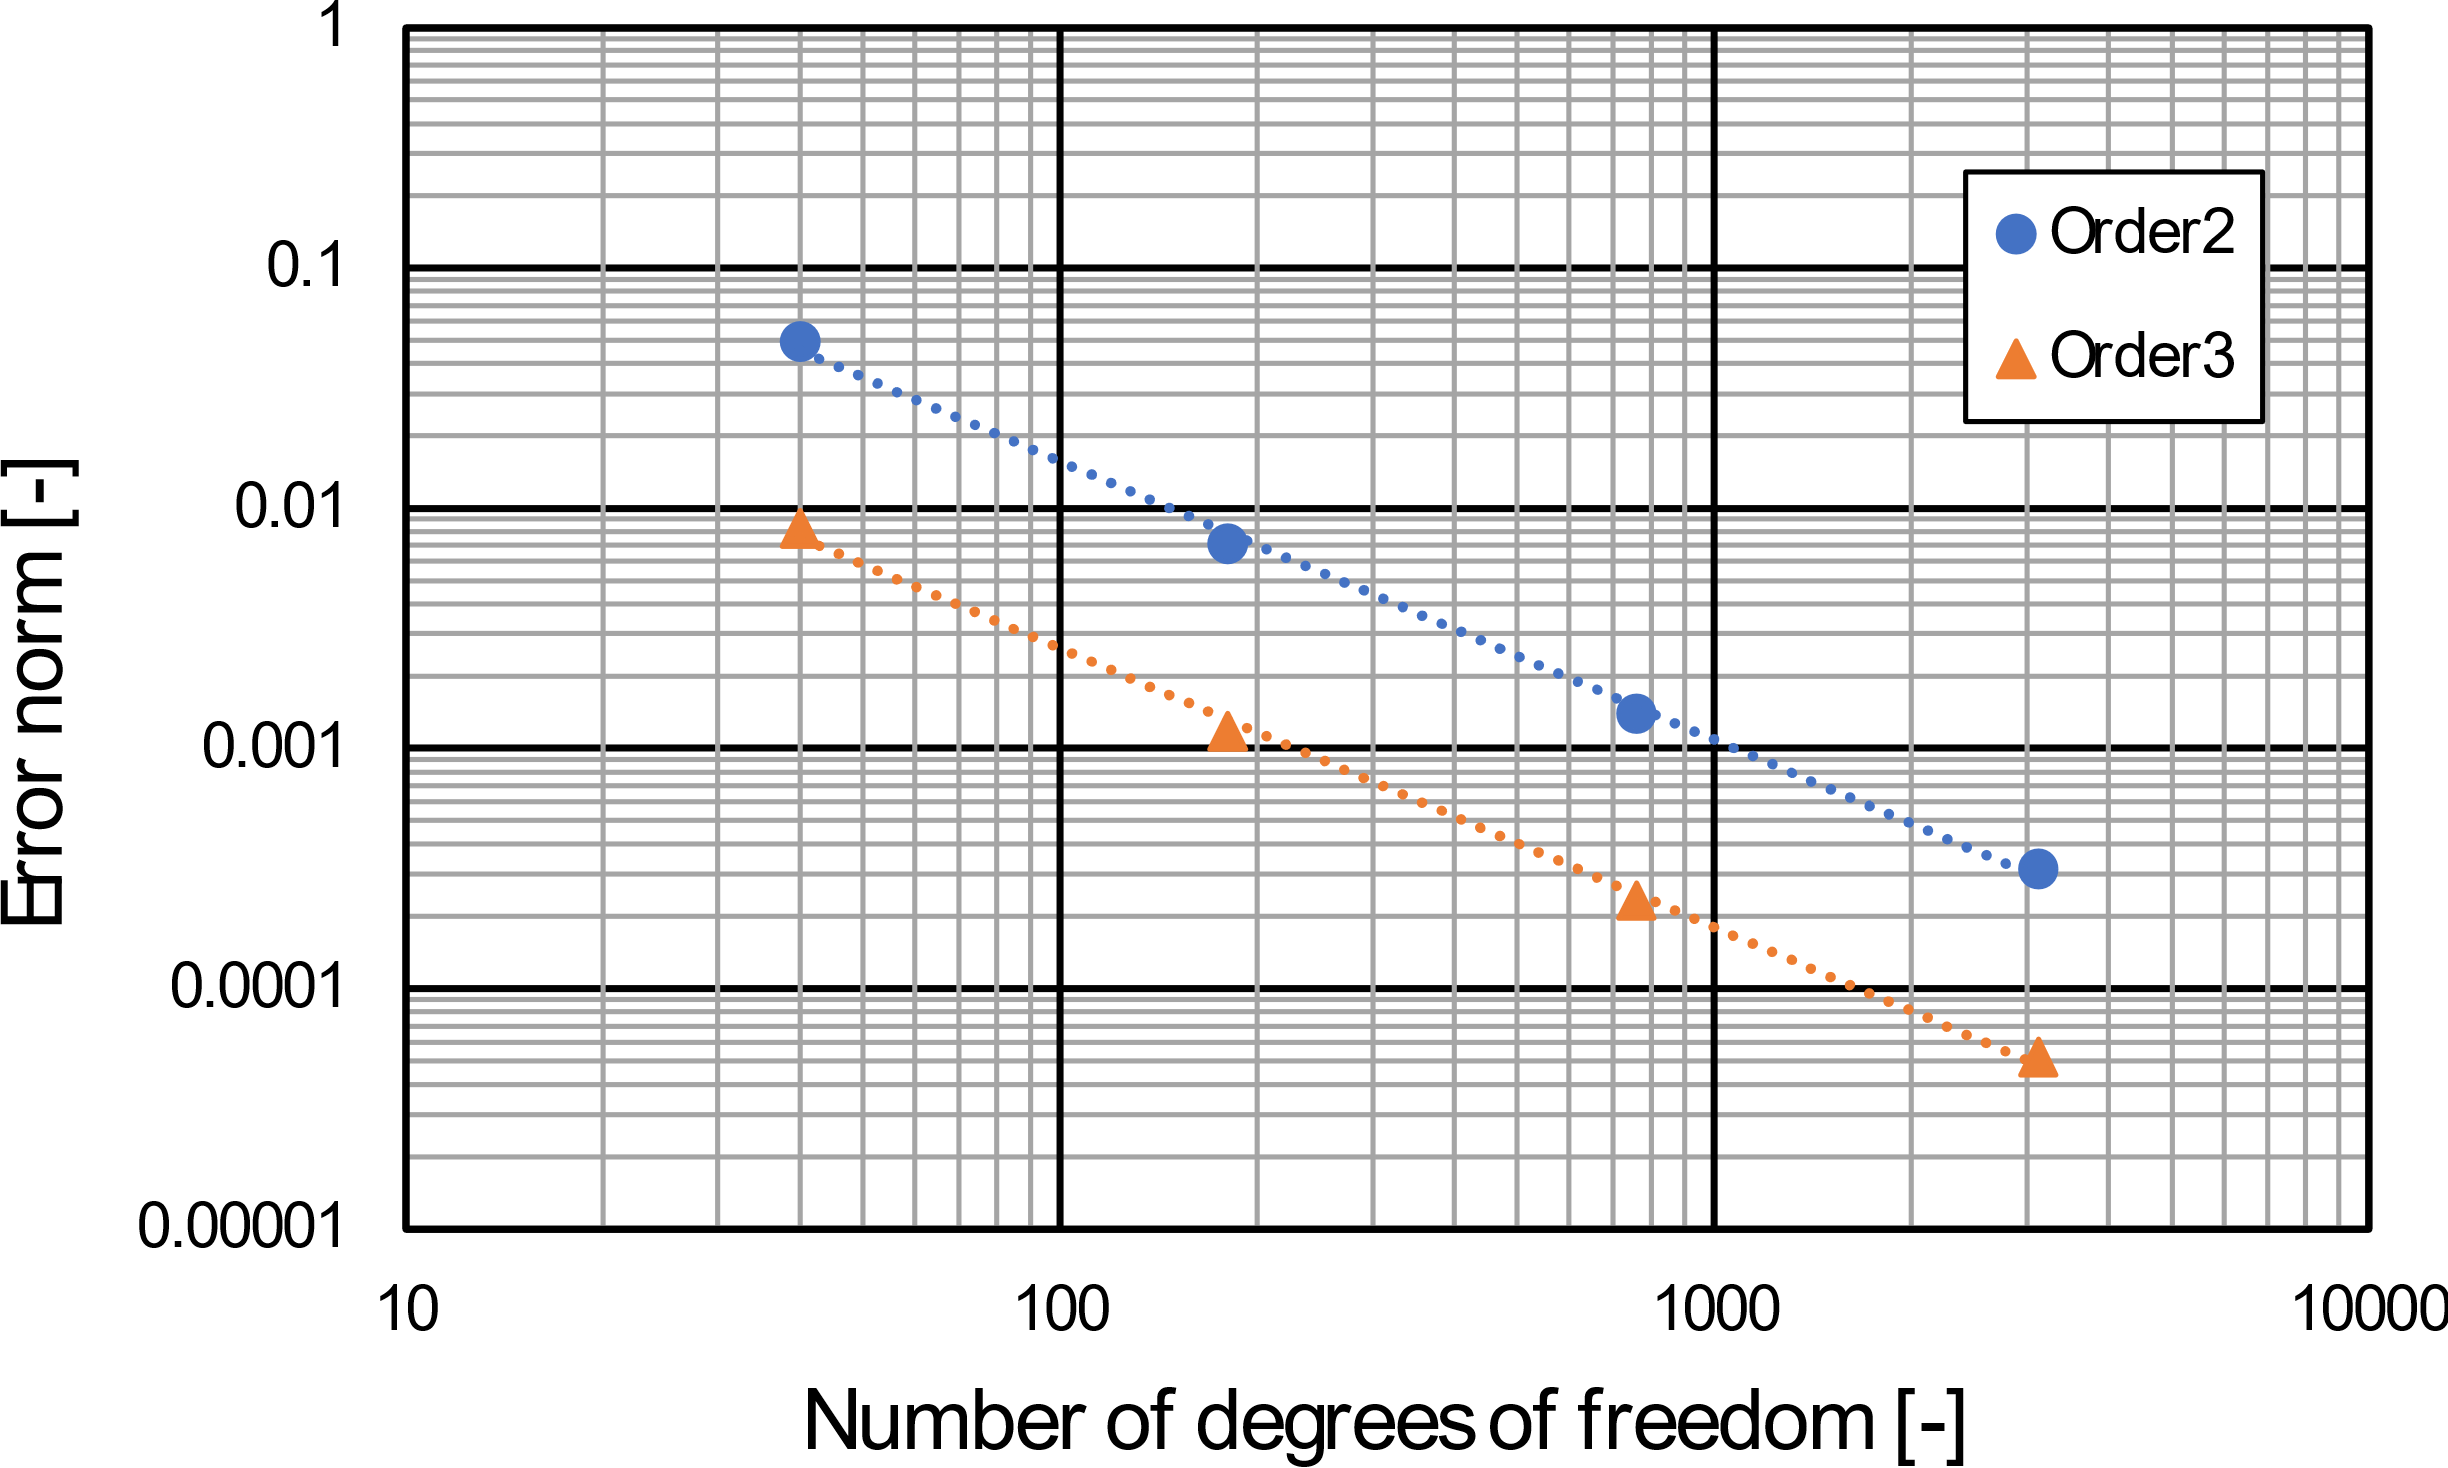 1
0.1
0.01
0.001
0.0001
0.00001
Error norm [-]
Order2
Order3
10
100
1000
10000
Number of degrees of freedom [-]